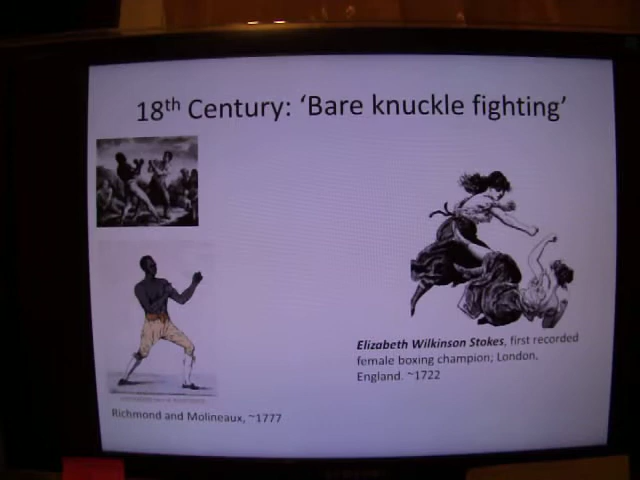 18th Century: 'Bare knuckle fighting'
Elizabeth Wilkinson Stokes, first recorded
female boxing champion; London,
England. ~1722
Richmond and Molineaux, ~1777